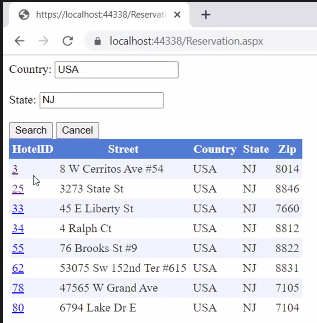 https://localhost:44338/Reservation.aspx
localhost:44338/Reservation.aspx
Country: USA
State: NJ
Search Cancel
HotelID Street Country State Zip
3 8 W Cerritos Ave #54 USA NJ 8014
25 3273 State St USA NJ 8846
33 45 E Liberty St USA NJ 7660
34 4 Ralph Ct USA NJ 8812
55 76 Brooks St #9 USA NJ 8822
62 53075 Sw 152nd Ter #615 USA NJ 8831
78 47565 W Grand Ave USA NJ 7105
80 6794 Lake Dr E USA NJ 7104